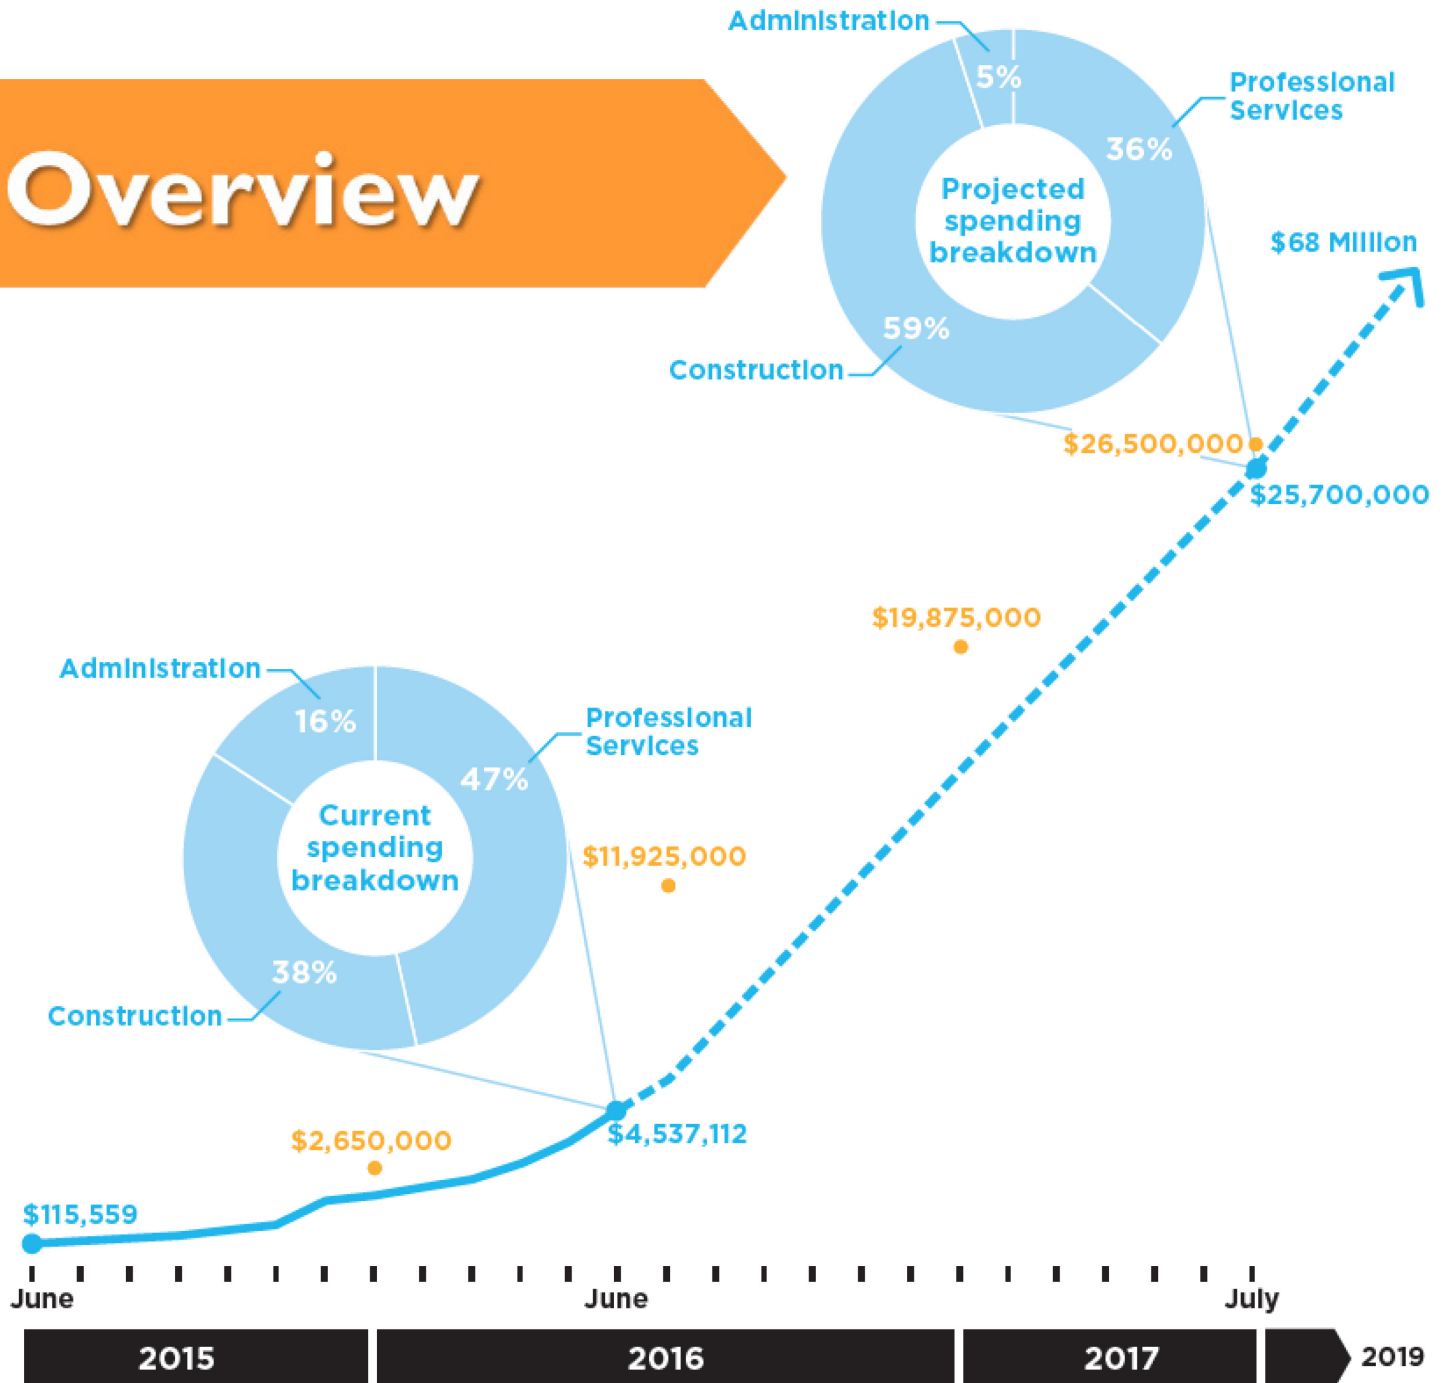 Administration
5%
Professional
Services
36%
Overview
Projected
spending
breakdown
$68 Million
59%
Construction
$26,500,000
$25,700,000
$19,875,000
Administration
16%
Professional
Services
47%
Current
spending
breakdown
$11,925,000
38%
Construction
$2,650,000
$4,537,112
$115,559
June
June
July
2015
2016
2017
2019